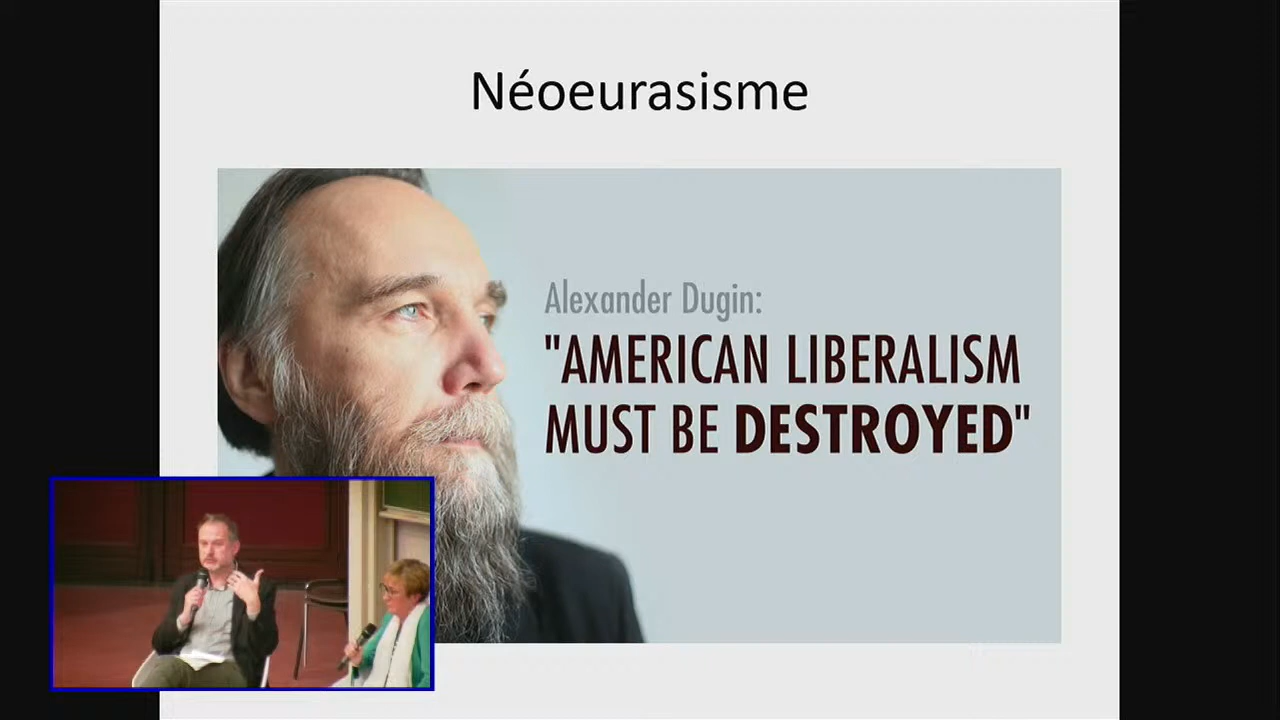 Néoeurasisme
Alexander Dugin:
"AMERICAN LIBERALISM
MUST BE DESTROYED"